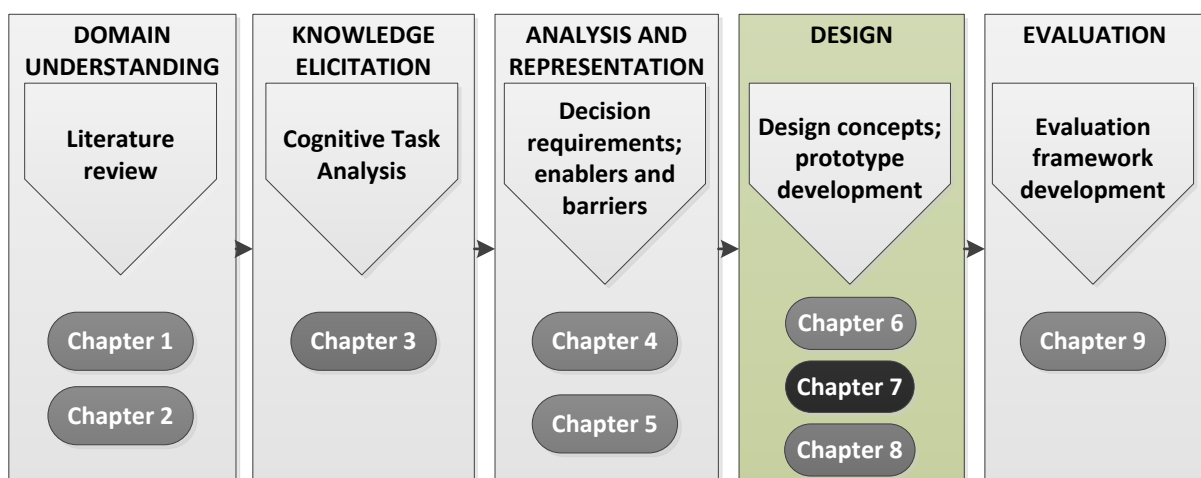 DOMAIN
UNDERSTANDING
Literature
review
Chapter 1
Chapter 2
KNOWLEDGE
ELICITATION
Cognitive Task
Analysis
Chapter 3
ANALYSIS AND
REPRESENTATION
Decision
requirements;
enablers and
barriers
Chapter 4
Chapter 5
DESIGN
Design concepts;
prototype
development
Chapter 6
Chapter 7
Chapter 8
EVALUATION
Evaluation
framework
development
Chapter 9